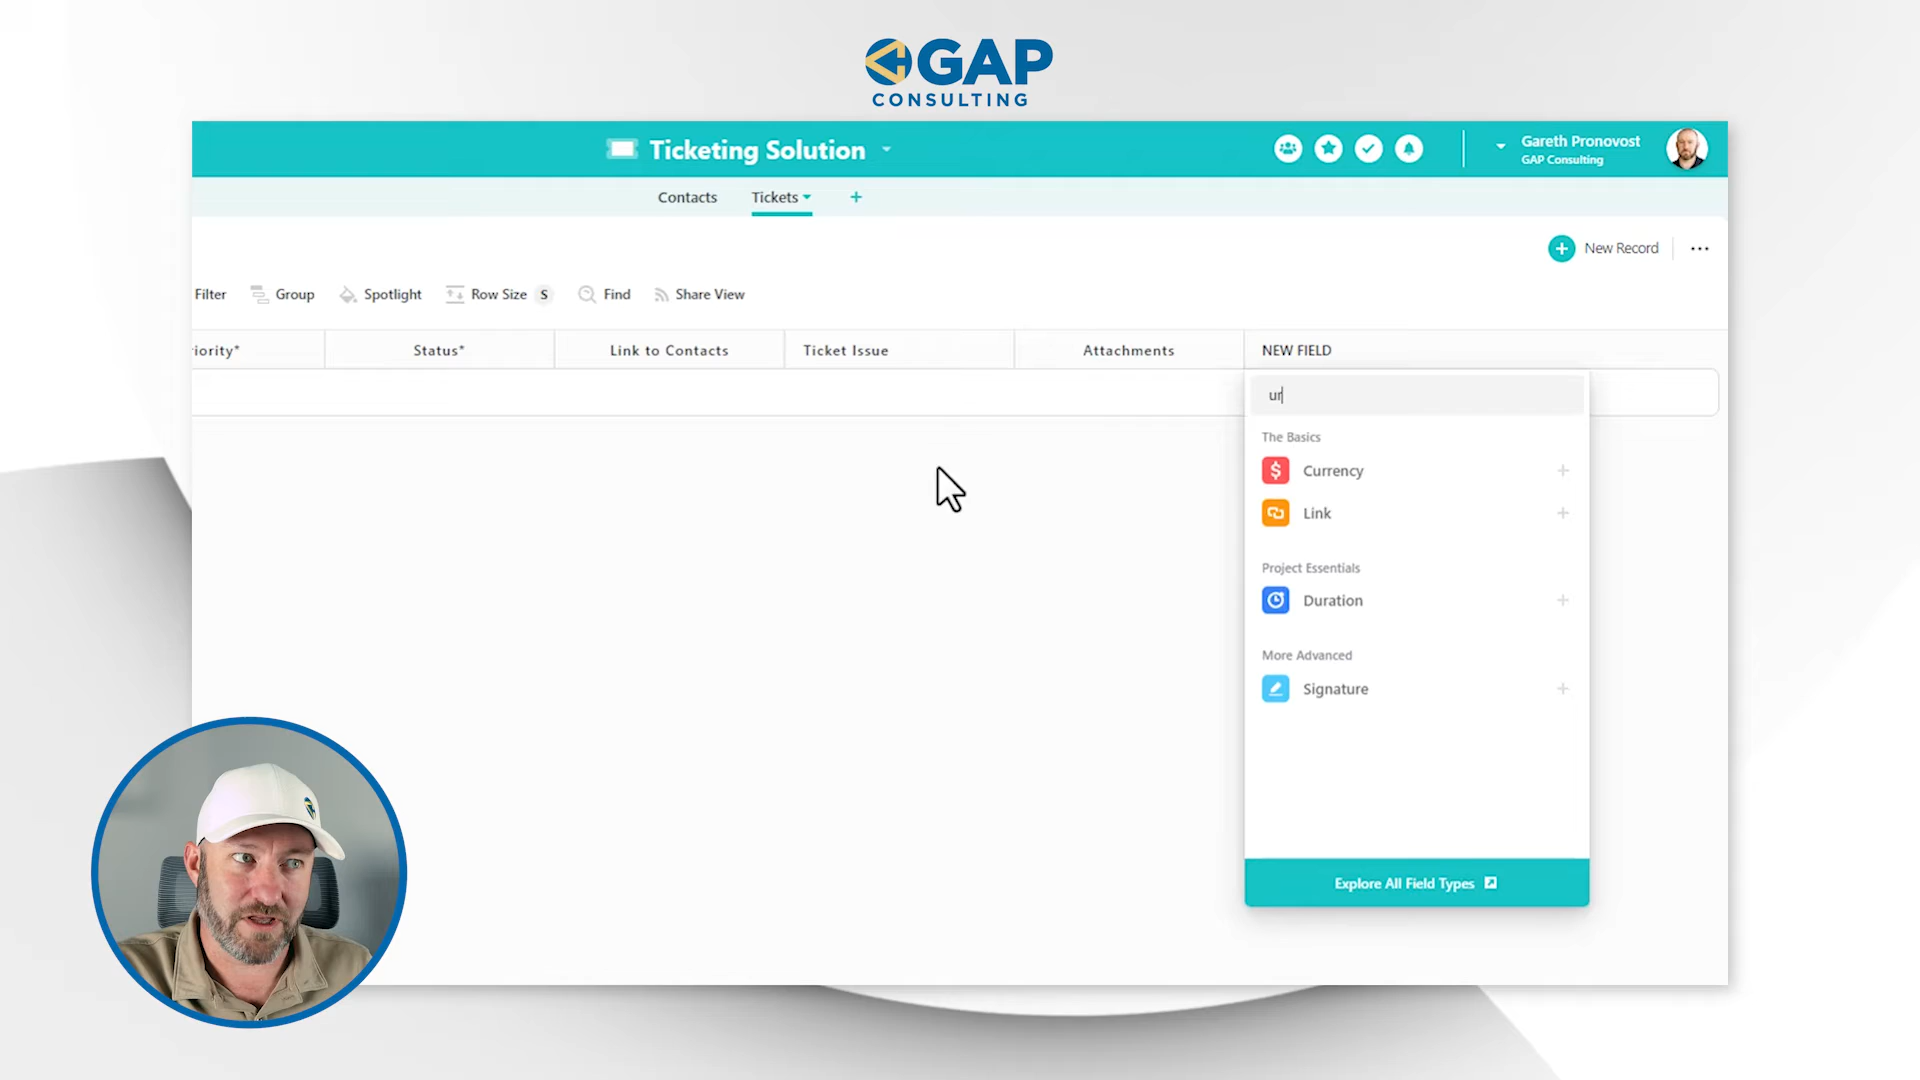 GAP
CONSULTING
Ticketing Solution
Gareth Pronovost
GAP Consulting
Contacts
Tickets
+
New Record
Filter
Group
Spotlight
Row Size S
Find
Share View
iority*
Status*
Link to Contacts
Ticket Issue
Attachments
NEW FIELD
ur
The Basics
$ Currency +
Link +
Project Essentials
Duration +
More Advanced
Signature +
Explore All Field Types